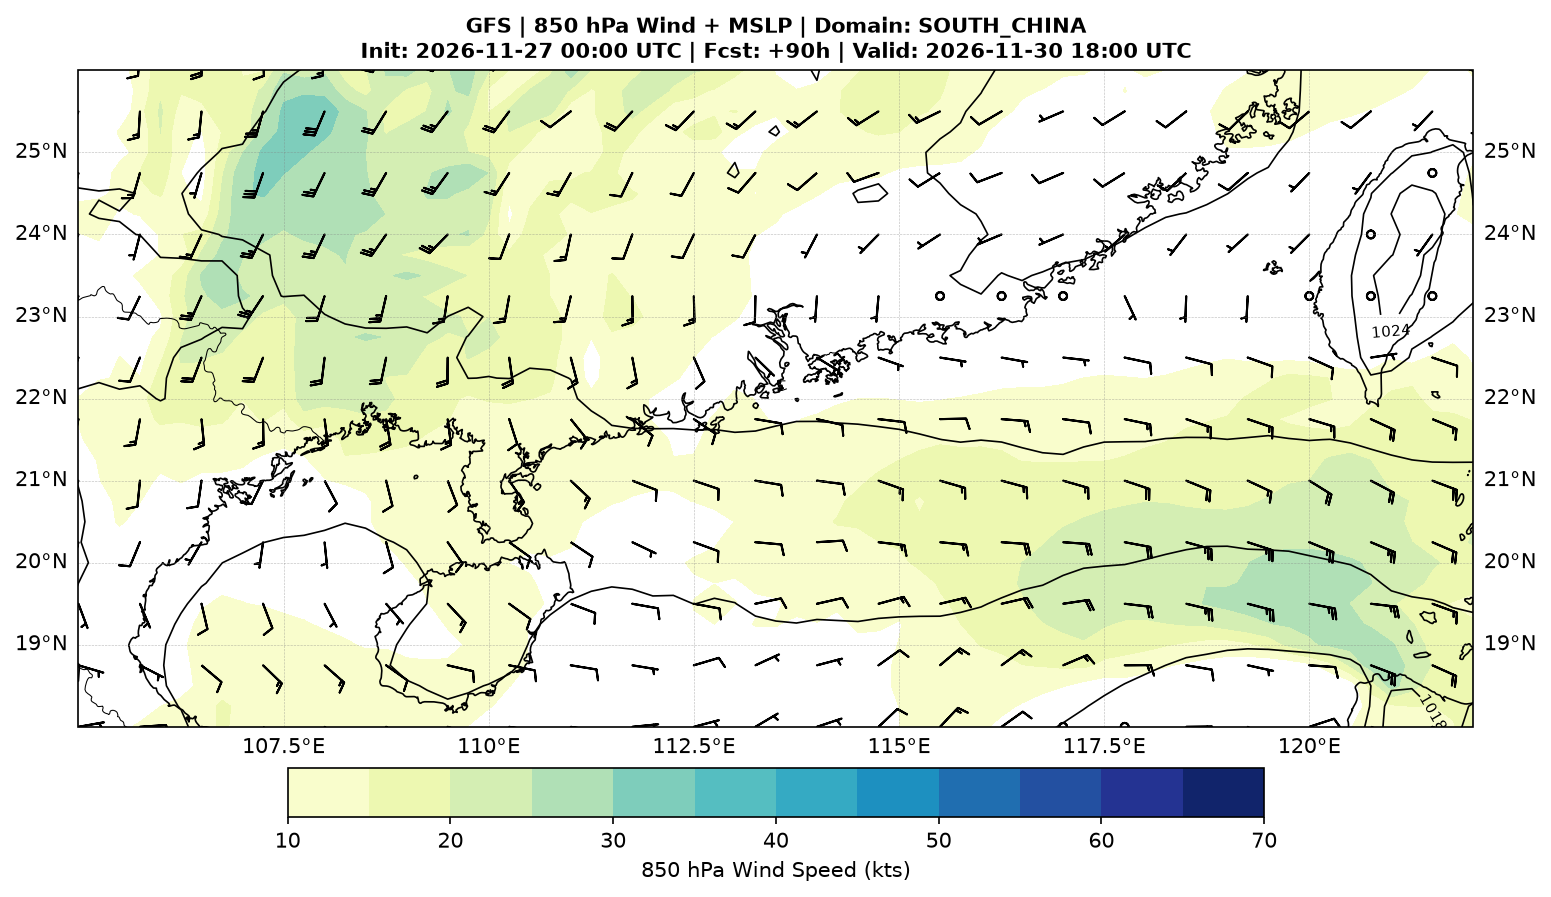 GFS | 850 hPa Wind + MSLP | Domain: SOUTH_CHINA
Init: 2026-11-27 00:00 UTC | Fcst: +90h | Valid: 2026-11-30 18:00 UTC
25°N 25°N
24°N 24°N
23°N 23°N
1024
22°N 22°N
21°N 21°N
20°N 20°N
19°N 19°N
1018
107.5°E 110°E 112.5°E 115°E 117.5°E 120°E
10 20 30 40 50 60 70
850 hPa Wind Speed (kts)